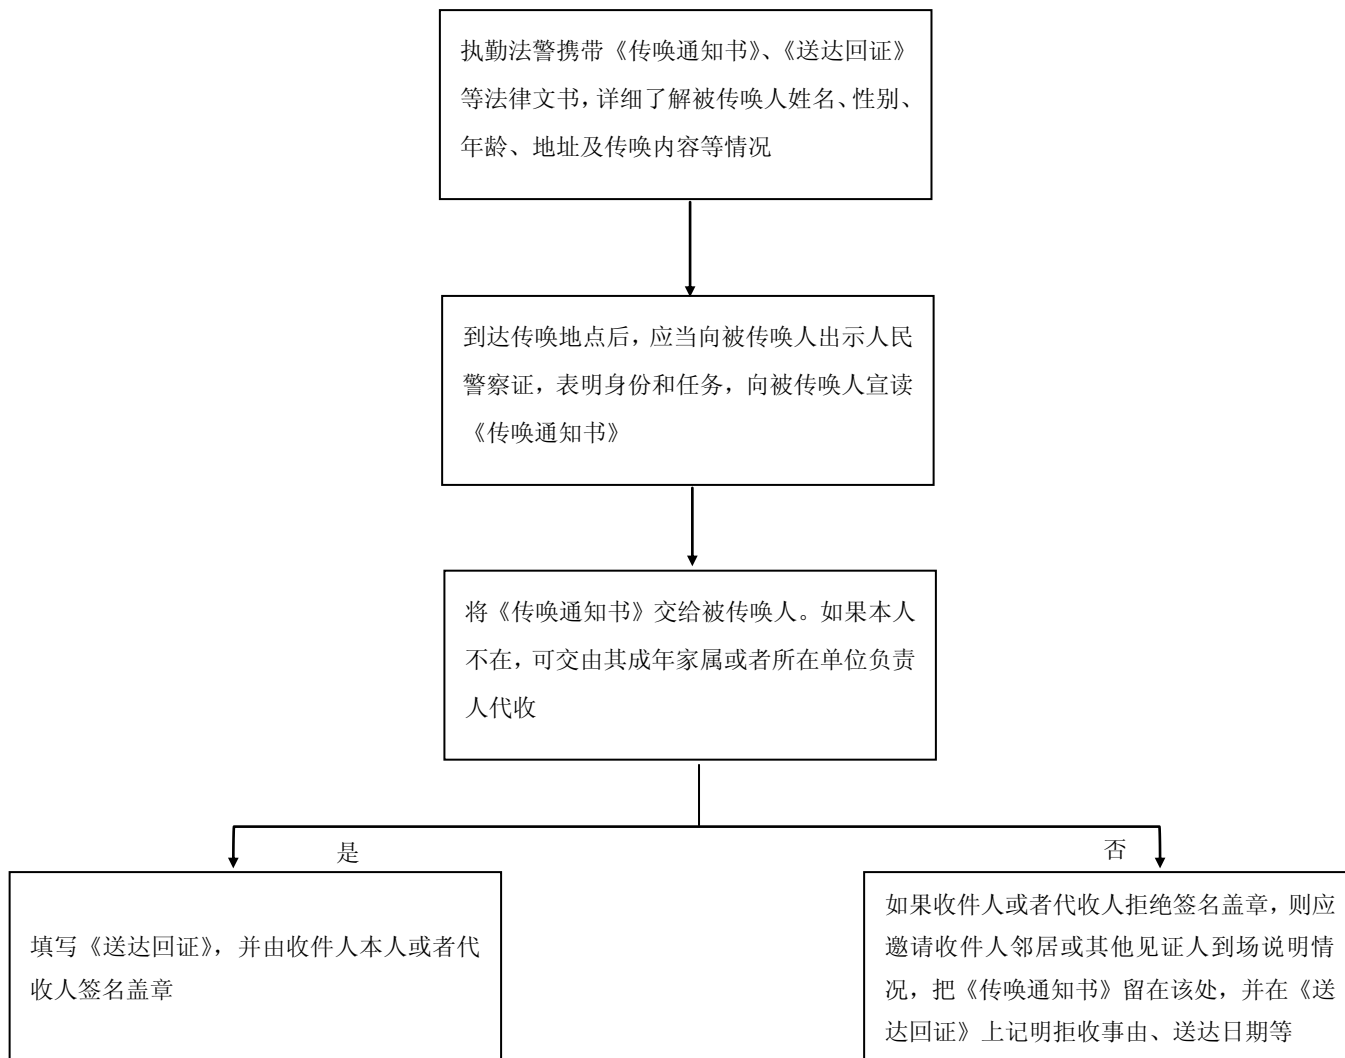 执勤法警携带《传唤通知书》、《送达回证》
等法律文书，详细了解被传唤人姓名、性别、
年龄、地址及传唤内容等情况
到达传唤地点后，应当向被传唤人出示人民
警察证，表明身份和任务，向被传唤人宣读
《传唤通知书》
将《传唤通知书》交给被传唤人。如果本人
不在，可交由其成年家属或者所在单位负责
人代收
是
否
填写《送达回证》，并由收件人本人或者代
收人签名盖章
如果收件人或者代收人拒绝签名盖章，则应
邀请收件人邻居或其他见证人到场说明情
况，把《传唤通知书》留在该处，并在《送
达回证》上记明拒收事由、送达日期等